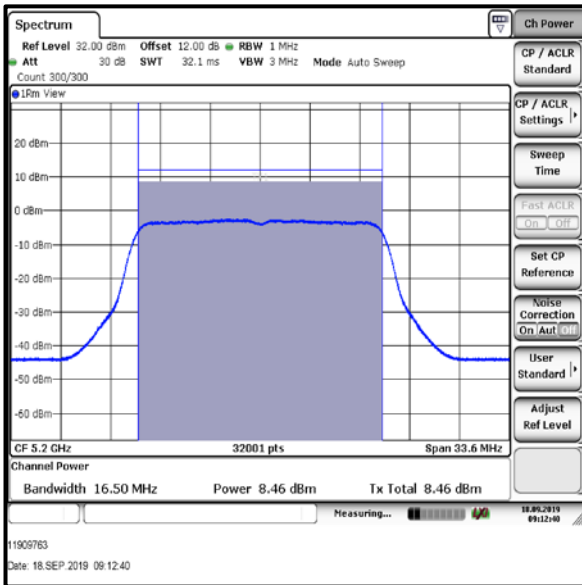 Spectrum
Ref Level 32.00 dBm Offset 12.00 dB RBW 1 MHz
Att 30 dB SWT 32.1 ms VBW 3 MHz Mode Auto Sweep
Count 300/300
1Rm View
20 dBm
10 dBm
0 dBm
-10 dBm
-20 dBm
-30 dBm
-40 dBm
-50 dBm
-60 dBm
CF 5.2 GHz 32001 pts Span 33.6 MHz
Channel Power
Bandwidth 16.50 MHz Power 8.46 dBm Tx Total 8.46 dBm
Measuring... 18.09.2019
09:12:40
Ch Power
CP / ACLR
Standard
CP / ACLR
Settings
Sweep
Time
Fast ACLR
On Off
Set CP
Reference
Noise
Correction
On Aut Off
User
Standard
Adjust
Ref Level
11909763
Date: 18.SEP.2019 09:12:40